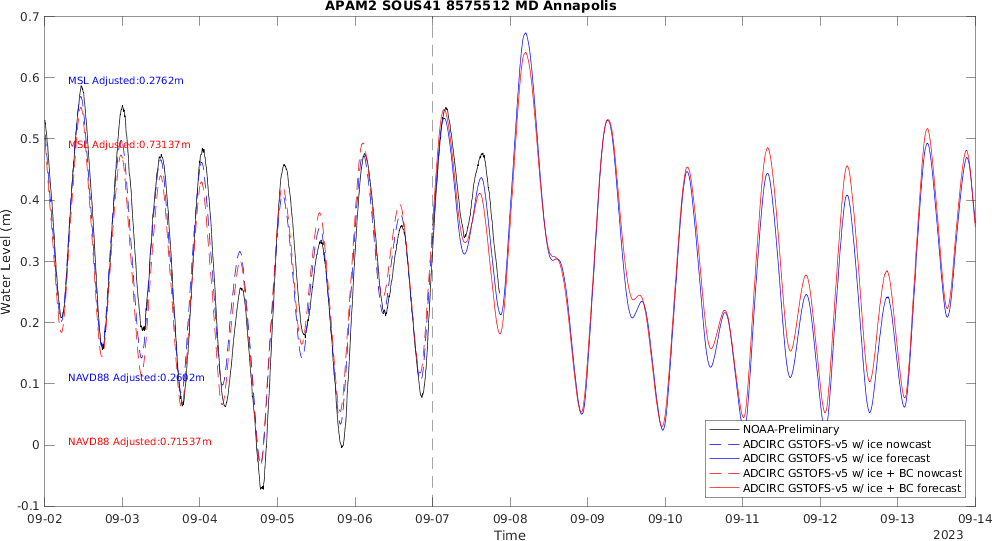 APAM2 SOUS41 8575512 MD Annapolis
0.7
0.6
0.5
0.4
0.3
0.2
0.1
0
-0.1
Water Level (m)
MSL Adjusted:0.2762m
MSL Adjusted:0.73137m
NAVD88 Adjusted:0.2692m
NAVD88 Adjusted:0.71537m
NOAA-Preliminary
ADCIRC GSTOFS-v5 w/ ice nowcast
ADCIRC GSTOFS-v5 w/ ice forecast
ADCIRC GSTOFS-v5 w/ ice + BC nowcast
ADCIRC GSTOFS-v5 w/ ice + BC forecast
09-02 09-03 09-04 09-05 09-06 09-07 09-08 09-09 09-10 09-11 09-12 09-13 09-14
Time
2023